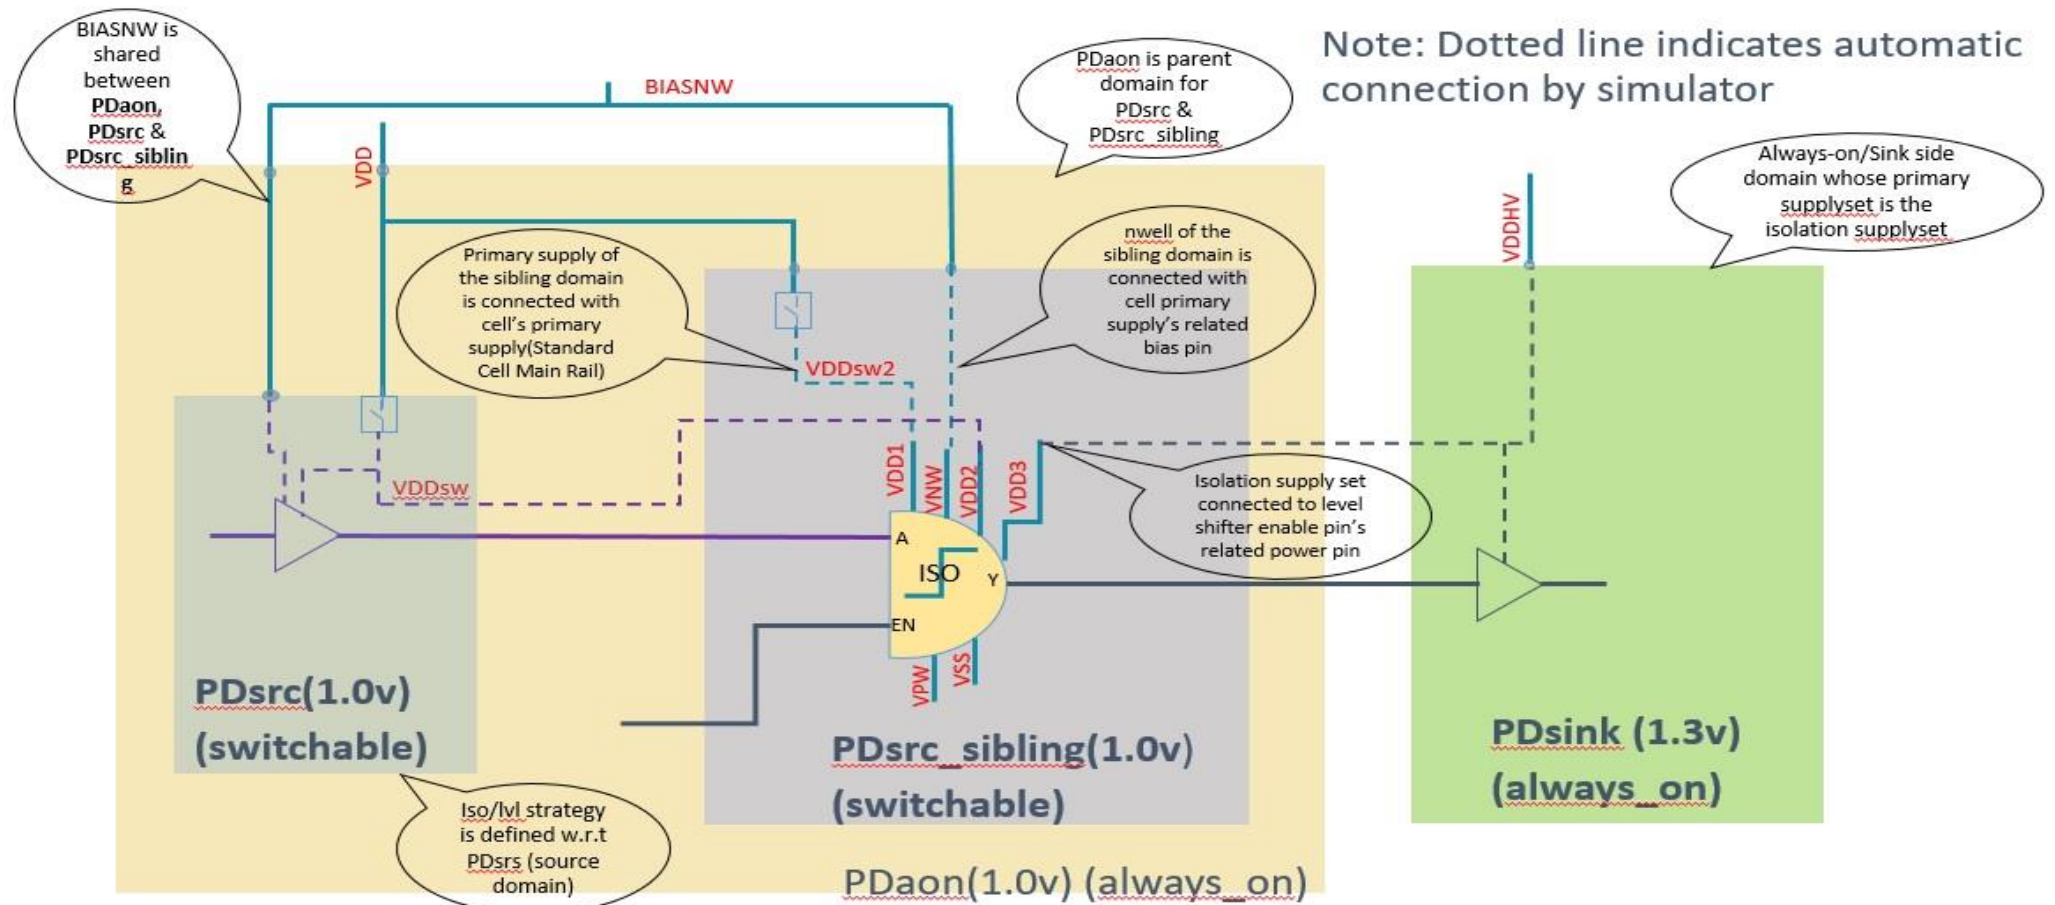 BIASNW is
shared
between
PDaon,
PDsrc &
PDsrc_siblin
g
BIASNW
PDaon is parent
domain for
PDsrc &
PDsrc_sibling
Note: Dotted line indicates automatic
connection by simulator
Always-on/Sink side
domain whose primary
supplyset is the
isolation supplyset
VDD
VDDHV
Primary supply of
the sibling domain
is connected with
cell's primary
supply(Standard
Cell Main Rail)
nwell of the
sibling domain is
connected with
cell primary
supply's related
bias pin
VDDsw2
VDDsw
VDD1
VNW
VDD2
VDD3
Isolation supply set
connected to level
shifter enable pin's
related power pin
A
ISO
Y
EN
VPW
VSS
PDsrc(1.0v)
(switchable)
PDsrc_sibling(1.0v)
(switchable)
PDsink (1.3v)
(always_on)
Iso/lvl strategy
is defined w.r.t
PDsrs (source
domain)
PDaon(1.0v) (always_on)